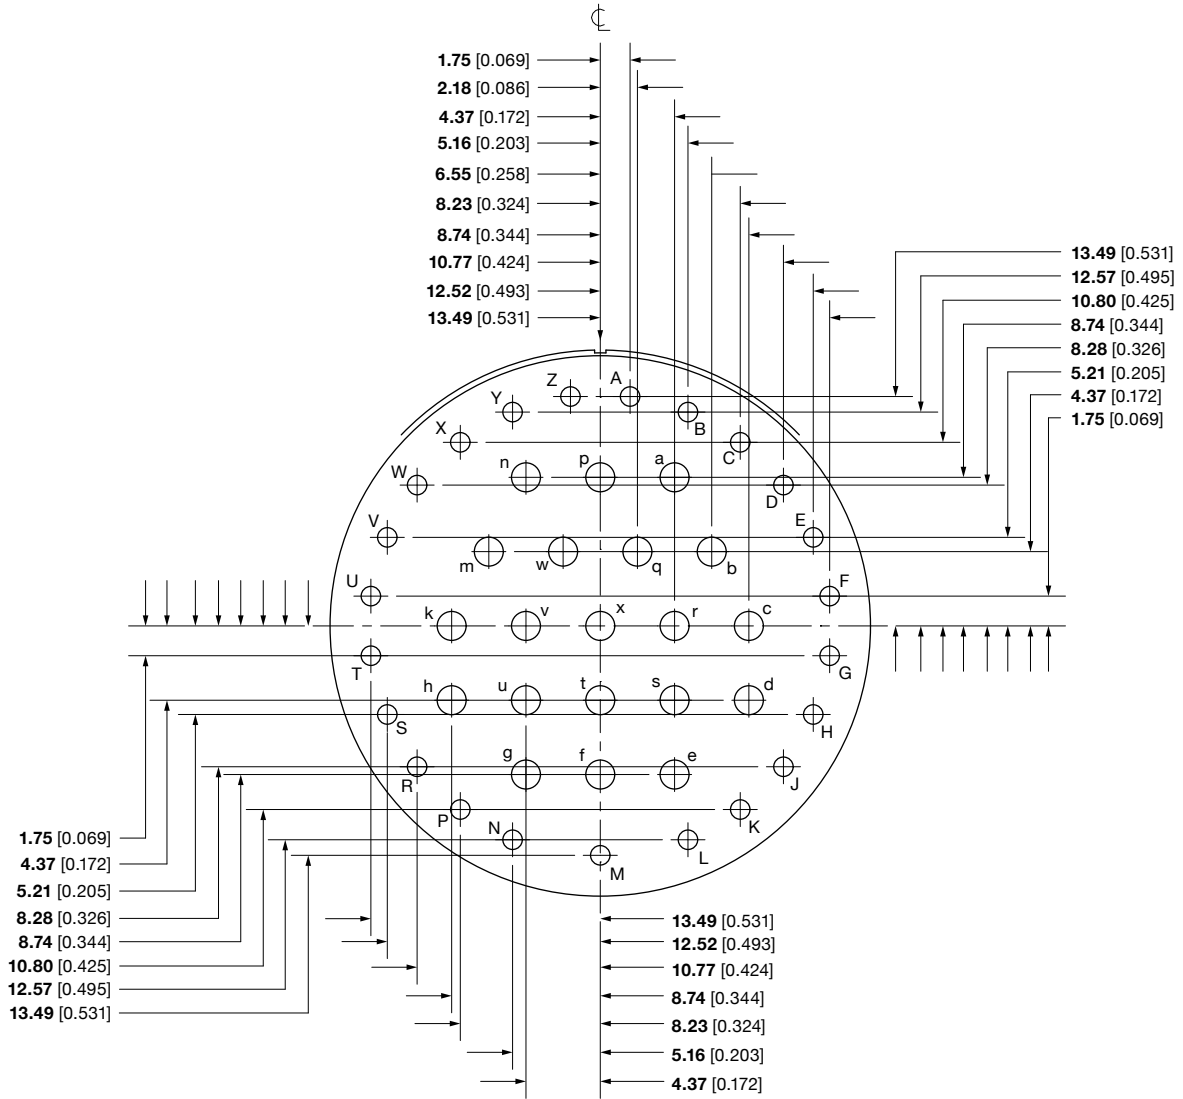 ℄
1.75 [0.069]
2.18 [0.086]
4.37 [0.172]
5.16 [0.203]
6.55 [0.258]
8.23 [0.324]
8.74 [0.344]
10.77 [0.424]
12.52 [0.493]
13.49 [0.531]
13.49 [0.531]
12.57 [0.495]
10.80 [0.425]
8.74 [0.344]
8.28 [0.326]
5.21 [0.205]
4.37 [0.172]
1.75 [0.069]
Z A
Y B
X C
n p a
W D
V E
m w q b
U F
k v x r c
T G
h u t s d
S H
g f e
R J
P K
N L
M
1.75 [0.069]
4.37 [0.172]
5.21 [0.205]
8.28 [0.326]
8.74 [0.344]
10.80 [0.425]
12.57 [0.495]
13.49 [0.531]
13.49 [0.531]
12.52 [0.493]
10.77 [0.424]
8.74 [0.344]
8.23 [0.324]
5.16 [0.203]
4.37 [0.172]